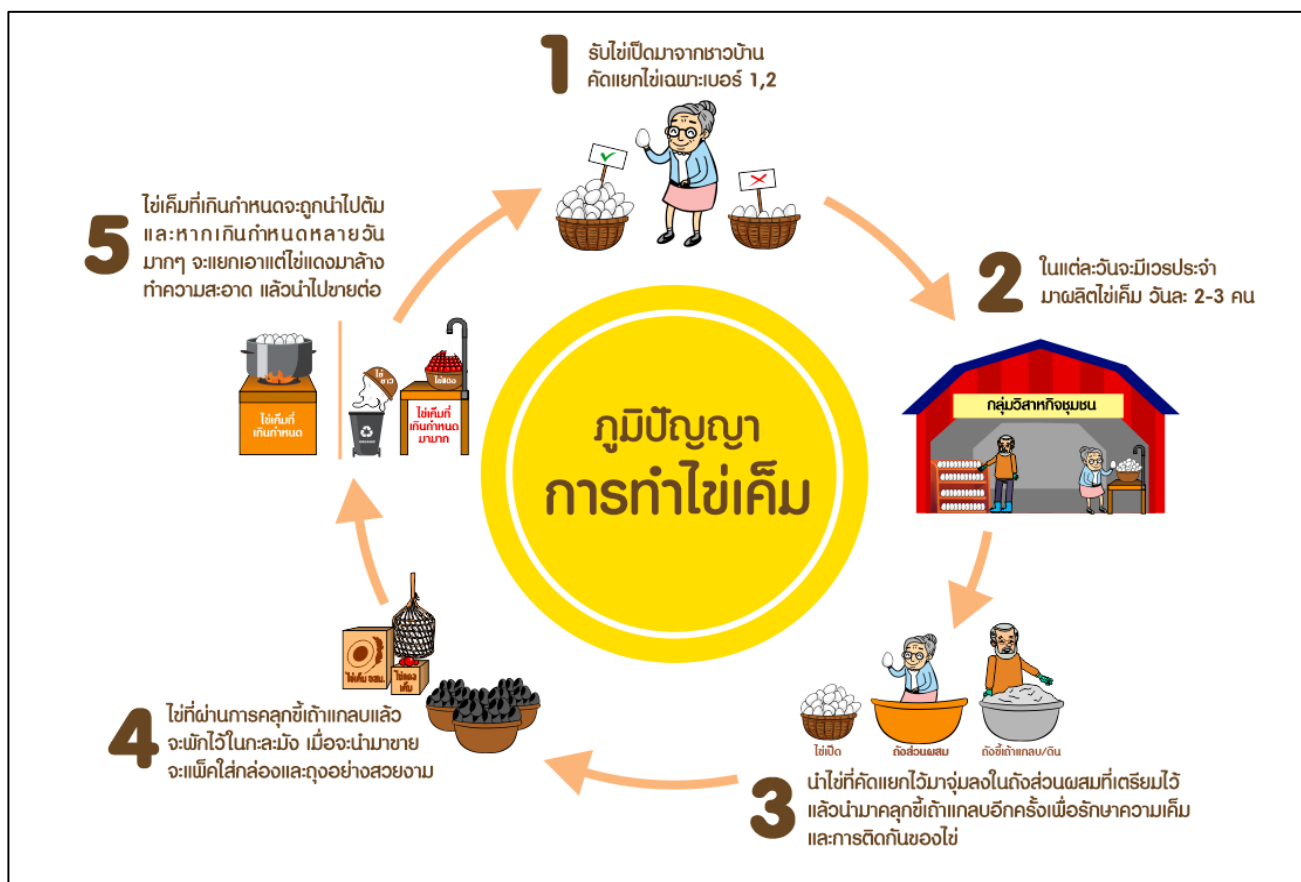 1
รับไข่เป็ดมาจากชาวบ้าน
คัดแยกไข่เฉพาะเบอร์ 1,2
2
ในแต่ละวันจะมีเวรประจำ
มาผลิตไข่เค็ม วันละ 2-3 คน
กลุ่มวิสาหกิจชุมชน
ไข่เป็ด
ถังส่วนผสม
ถังขี้เถ้าแกลบ/ดิน
3
นำไข่ที่คัดแยกไว้มาจุ่มลงในถังส่วนผสมที่เตรียมไว้
แล้วนำมาคลุกขี้เถ้าแกลบอีกครั้งเพื่อรักษาความเค็ม
และการติดกันของไข่
4
ไข่ที่ผ่านการคลุกขี้เถ้าแกลบแล้ว
จะพักไว้ในกะละมัง เมื่อจะนำมาขาย
จะแพ็คใส่กล่องและถุงอย่างสวยงาม
ไข่เค็ม อสม.
ไข่แดง
เค็ม
5
ไข่เค็มที่เกินกำหนดจะถูกนำไปต้ม
และหากเกินกำหนดหลายวัน
มากๆ จะแยกเอาแต่ไข่แดงมาล้าง
ทำความสะอาด แล้วนำไปขายต่อ
ไข่เค็มที่
เกินกำหนด
ไข่
ขาว
ไข่แดง
ไข่เค็มที่
เกินกำหนด
มามาก
ภูมิปัญญา
การทำไข่เค็ม